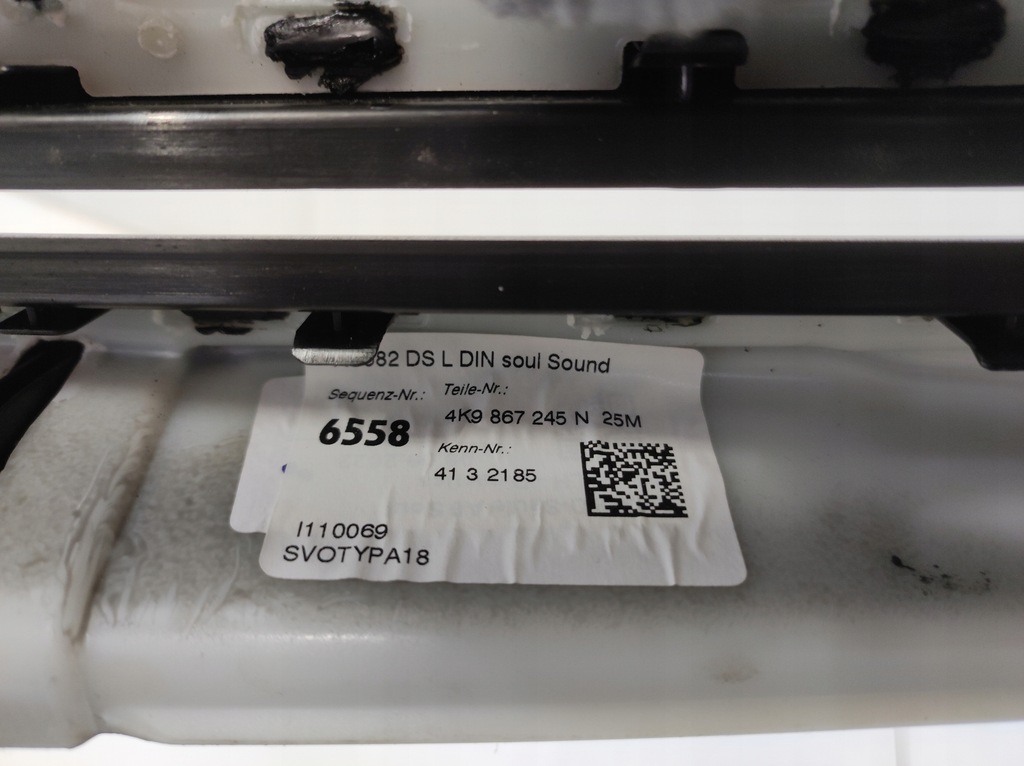 82 DS L DIN soul Sound
Sequenz-Nr.: Teile-Nr.:
6558 4K9 867 245 N 25M
Kenn-Nr.:
41 3 2185
I110069
SVOTYPA18